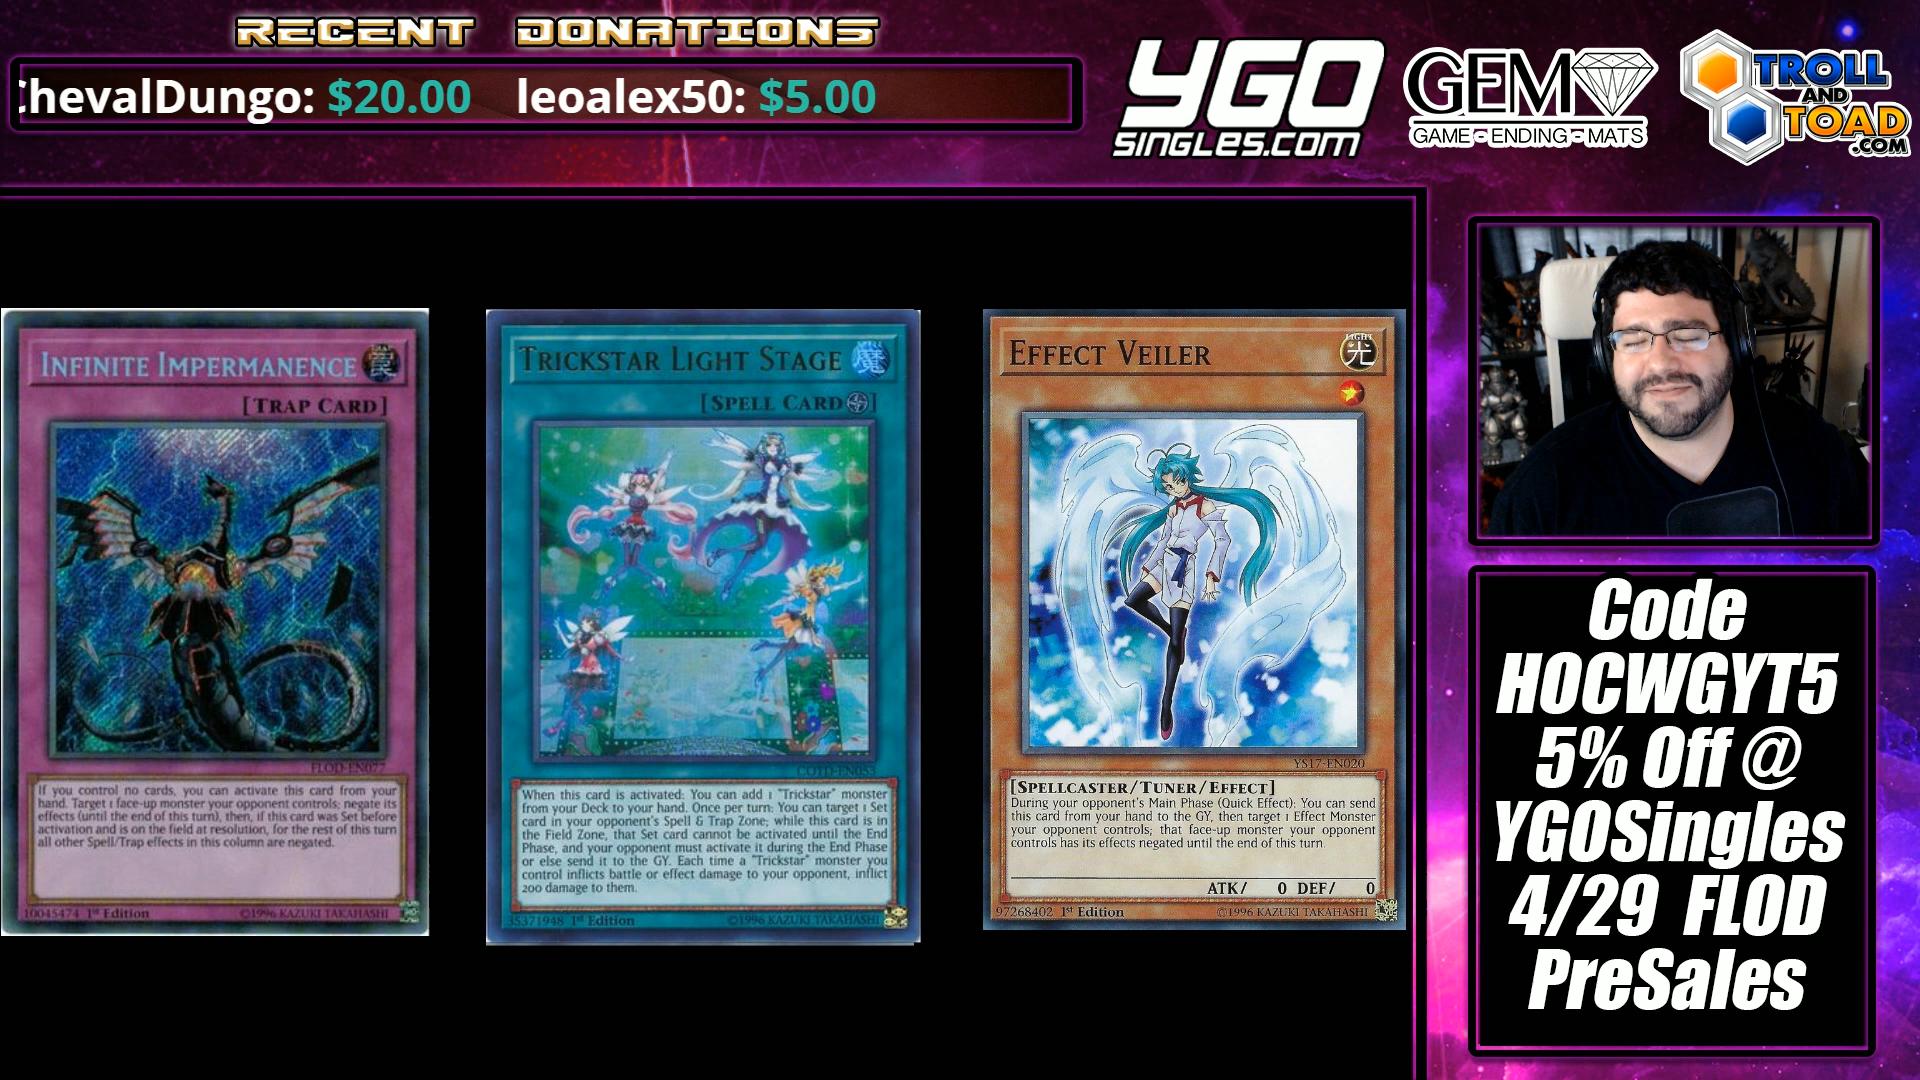 RECENT DONATIONS
ChevalDungo: $20.00 leoalex50: $5.00
YGO
SINGLES.COM
GEM
GAME - ENDING - MATS
TROLL
AND
TOAD
.COM
INFINITE IMPERMANENCE 罠
[TRAP CARD]
FLOD-EN077
If you control no cards, you can activate this card from your
hand. Target 1 face-up monster your opponent controls; negate its
effects (until the end of this turn), then, if this card was Set before
activation and is on the field at resolution, for the rest of this turn
all other Spell/Trap effects in this column are negated.
10045474 1st Edition ©1996 KAZUKI TAKAHASHI
TRICKSTAR LIGHT STAGE 魔
[SPELL CARD]
COTD-EN053
When this card is activated: You can add 1 "Trickstar" monster
from your Deck to your hand. Once per turn: You can target 1 Set
card in your opponent's Spell & Trap Zone; while this card is in
the Field Zone, that Set card cannot be activated until the End
Phase, and your opponent must activate it during the End Phase
or else send it to the GY. Each time a "Trickstar" monster you
control inflicts battle or effect damage to your opponent, inflict
200 damage to them.
35371948 1st Edition ©1996 KAZUKI TAKAHASHI
EFFECT VEILER LIGHT 光
YS17-EN020
[SPELLCASTER/TUNER/EFFECT]
During your opponent's Main Phase (Quick Effect): You can send
this card from your hand to the GY, then target 1 Effect Monster
your opponent controls; that face-up monster your opponent
controls has its effects negated until the end of this turn.
ATK/ 0 DEF/ 0
97268402 1st Edition ©1996 KAZUKI TAKAHASHI
Code
HOCWGYT5
5% Off @
YGOSingles
4/29 FLOD
PreSales